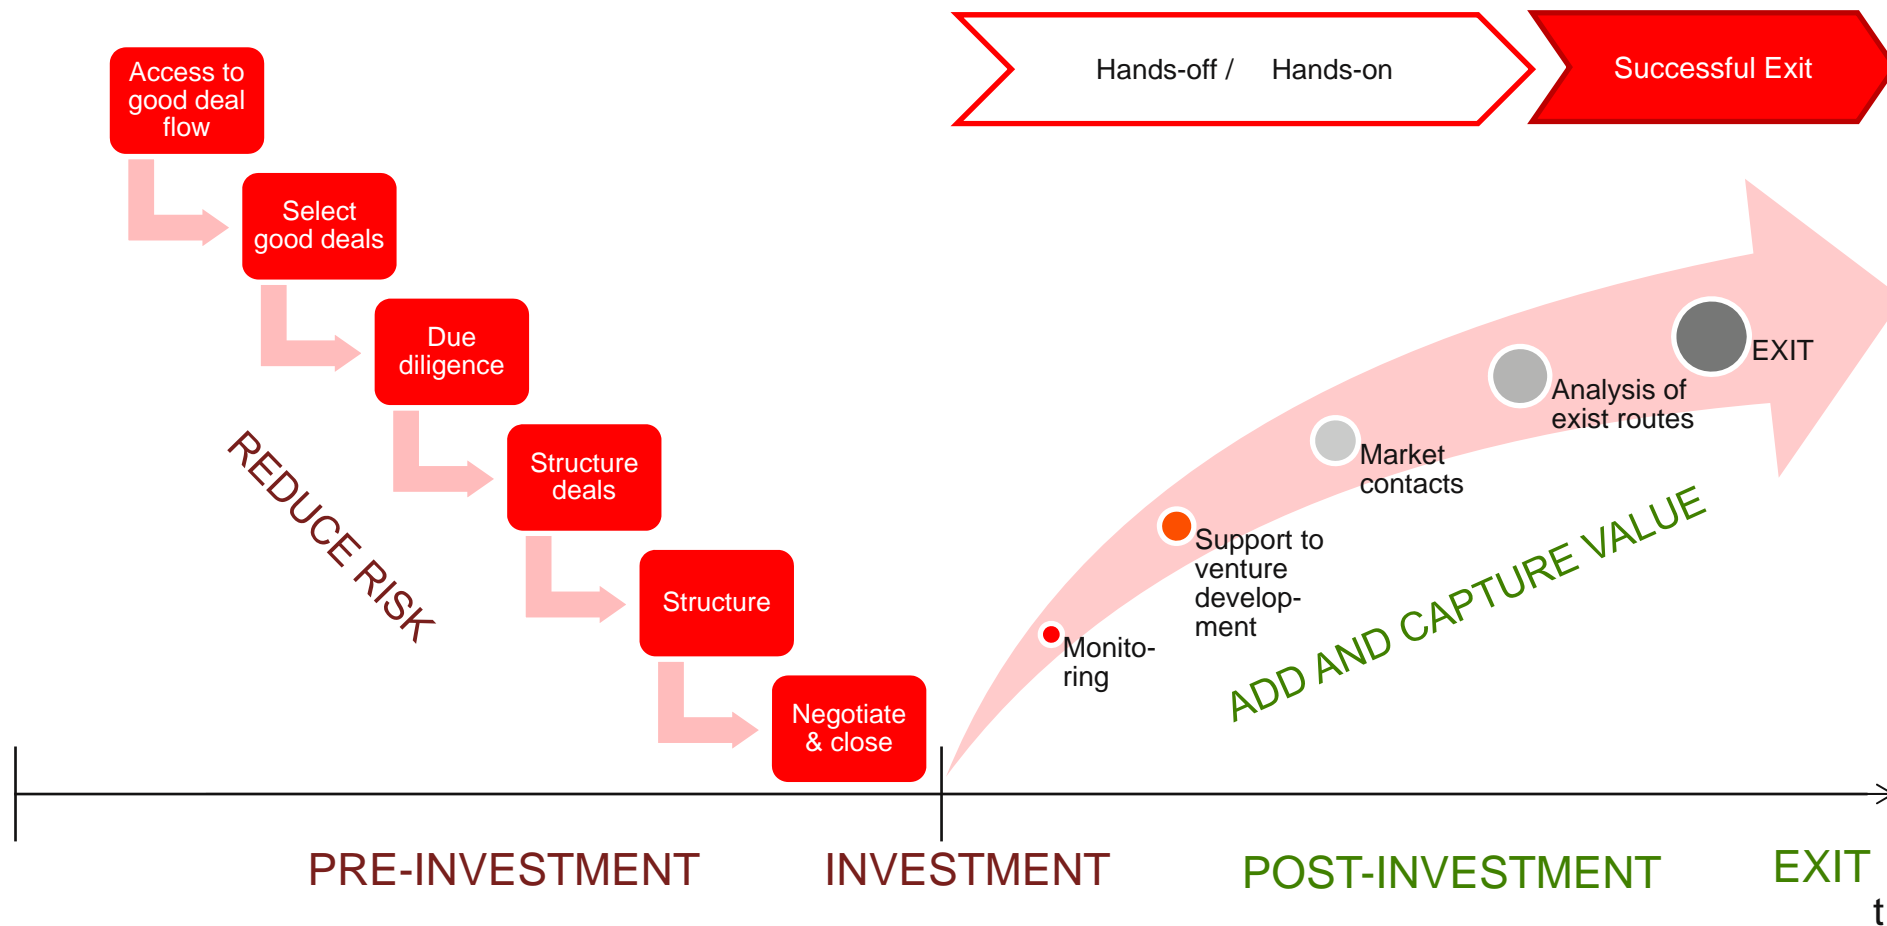 Access to
good deal
flow
Select
good deals
Due
diligence
Structure
deals
Structure
Negotiate
& close
REDUCE RISK
Hands-off / Hands-on
Successful Exit
Monito-
ring
Support to
venture
develop-
ment
Market
contacts
Analysis of
exist routes
EXIT
ADD AND CAPTURE VALUE
PRE-INVESTMENT
INVESTMENT
POST-INVESTMENT
EXIT
t